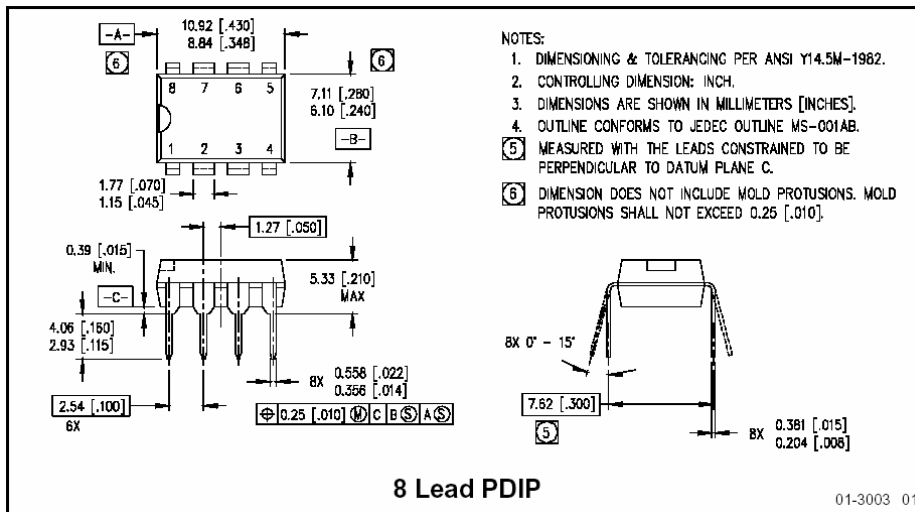 10.92 [.430]
8.84 [.348]
-A-
6
6
8 7 6 5
1 2 3 4
7.11 [.280]
6.10 [.240]
-B-
1.77 [.070]
1.15 [.045]
1.27 [.050]
0.39 [.015]
MIN.
-C-
5.33 [.210]
MAX
4.06 [.160]
2.93 [.115]
2.54 [.100]
6X
8X 0.558 [.022]
0.356 [.014]
⌖ 0.25 [.010] Ⓜ C B Ⓢ A Ⓢ
NOTES:
1. DIMENSIONING & TOLERANCING PER ANSI Y14.5M-1982.
2. CONTROLLING DIMENSION: INCH.
3. DIMENSIONS ARE SHOWN IN MILLIMETERS [INCHES].
4. OUTLINE CONFORMS TO JEDEC OUTLINE MS-001AB.
5 MEASURED WITH THE LEADS CONSTRAINED TO BE
PERPENDICULAR TO DATUM PLANE C.
6 DIMENSION DOES NOT INCLUDE MOLD PROTUSIONS. MOLD
PROTUSIONS SHALL NOT EXCEED 0.25 [.010].
8X 0° - 15°
7.62 [.300]
5
8X 0.381 [.015]
0.204 [.008]
8 Lead PDIP
01-3003 01